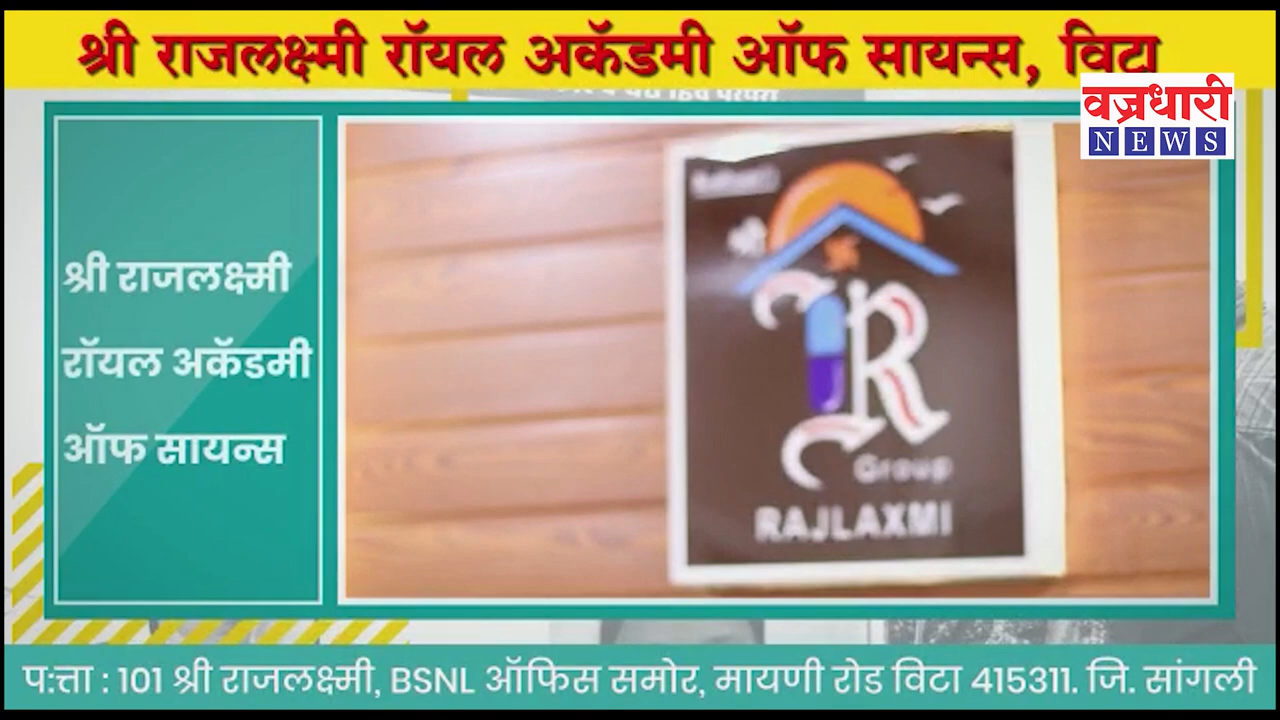 श्री राजलक्ष्मी रॉयल अकॅडमी ऑफ सायन्स, विटा
वज्रधारी
NEWS
श्री राजलक्ष्मी
रॉयल अकॅडमी
ऑफ सायन्स
श्री
R
Group
RAJLAXMI
प:त्ता : 101 श्री राजलक्ष्मी, BSNL ऑफिस समोर, मायणी रोड विटा 415311. जि. सांगली